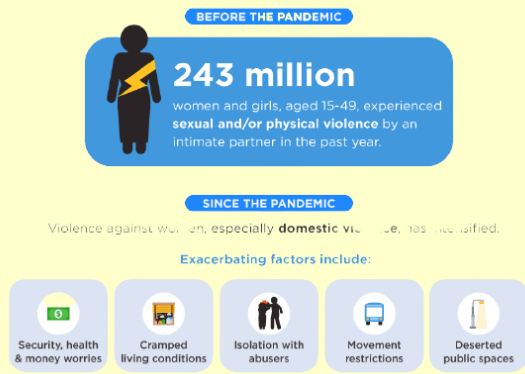 BEFORE THE PANDEMIC
243 million
women and girls, aged 15-49, experienced
sexual and/or physical violence by an
intimate partner in the past year.
SINCE THE PANDEMIC
Violence against, especially domestic has
Exacerbating factors include:
$
Security, health
& money worries
Cramped
living conditions
Isolation with
abusers
Movement
restrictions
Deserted
public spaces